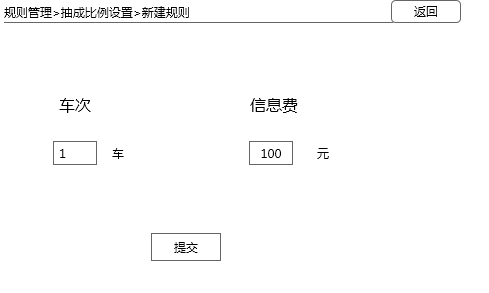 规则管理>抽成比例设置>新建规则 返回
车次 信息费
1 车 100 元
提交